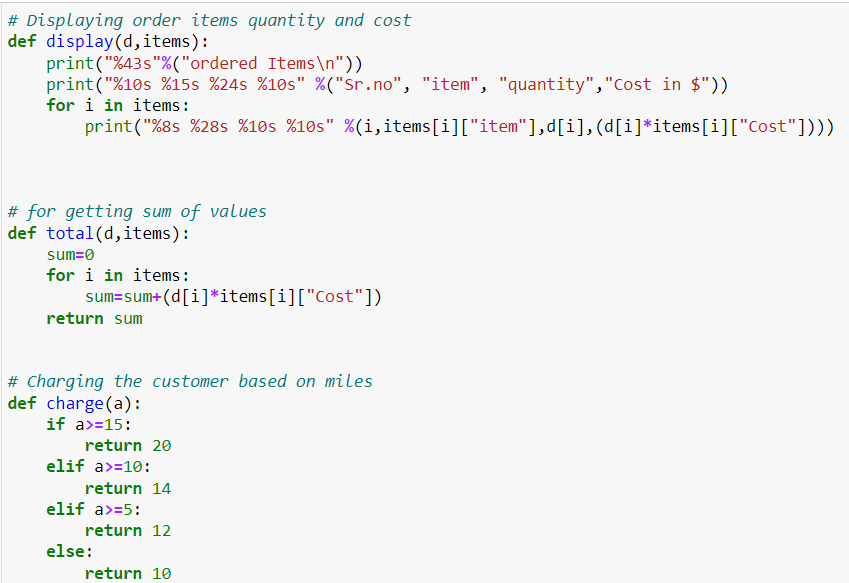 # Displaying order items quantity and cost
def display(d,items):
    print("%43s"%("ordered Items\n"))
    print("%10s %15s %24s %10s" %("Sr.no", "item", "quantity","Cost in $"))
    for i in items:
        print("%8s %28s %10s %10s" %(i,items[i]["item"],d[i],(d[i]*items[i]["Cost"])))
# for getting sum of values
def total(d,items):
    sum=0
    for i in items:
        sum=sum+(d[i]*items[i]["Cost"])
    return sum
# Charging the customer based on miles
def charge(a):
    if a>=15:
        return 20
    elif a>=10:
        return 14
    elif a>=5:
        return 12
    else:
        return 10